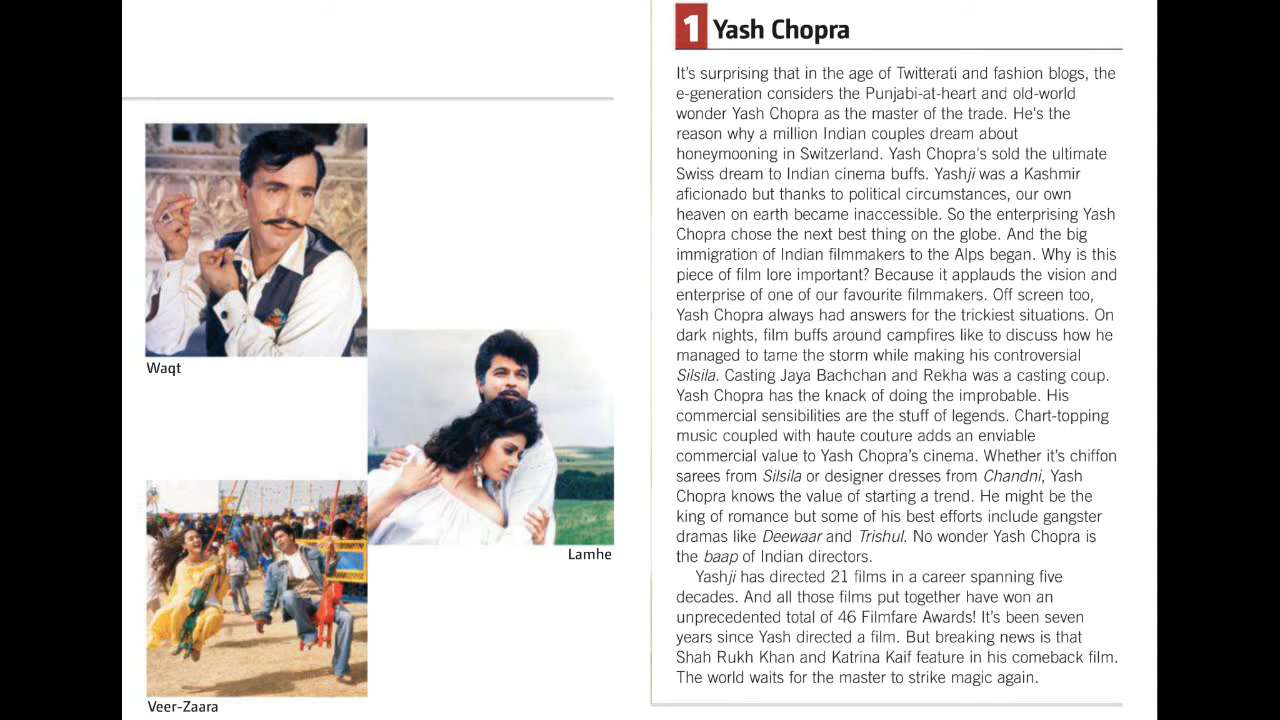 1 Yash Chopra
It's surprising that in the age of Twitterati and fashion blogs, the
e-generation considers the Punjabi-at-heart and old-world
wonder Yash Chopra as the master of the trade. He's the
reason why a million Indian couples dream about
honeymooning in Switzerland. Yash Chopra's sold the ultimate
Swiss dream to Indian cinema buffs. Yashji was a Kashmir
aficionado but thanks to political circumstances, our own
heaven on earth became inaccessible. So the enterprising Yash
Chopra chose the next best thing on the globe. And the big
immigration of Indian filmmakers to the Alps began. Why is this
piece of film lore important? Because it applauds the vision and
enterprise of one of our favourite filmmakers. Off screen too,
Yash Chopra always had answers for the trickiest situations. On
dark nights, film buffs around campfires like to discuss how he
managed to tame the storm while making his controversial
Silsila. Casting Jaya Bachchan and Rekha was a casting coup.
Yash Chopra has the knack of doing the improbable. His
commercial sensibilities are the stuff of legends. Chart-topping
music coupled with haute couture adds an enviable
commercial value to Yash Chopra's cinema. Whether it's chiffon
sarees from Silsila or designer dresses from Chandni, Yash
Chopra knows the value of starting a trend. He might be the
king of romance but some of his best efforts include gangster
dramas like Deewaar and Trishul. No wonder Yash Chopra is
the baap of Indian directors.
Yashji has directed 21 films in a career spanning five
decades. And all those films put together have won an
unprecedented total of 46 Filmfare Awards! It's been seven
years since Yash directed a film. But breaking news is that
Shah Rukh Khan and Katrina Kaif feature in his comeback film.
The world waits for the master to strike magic again.
Waqt
Lamhe
Veer-Zaara